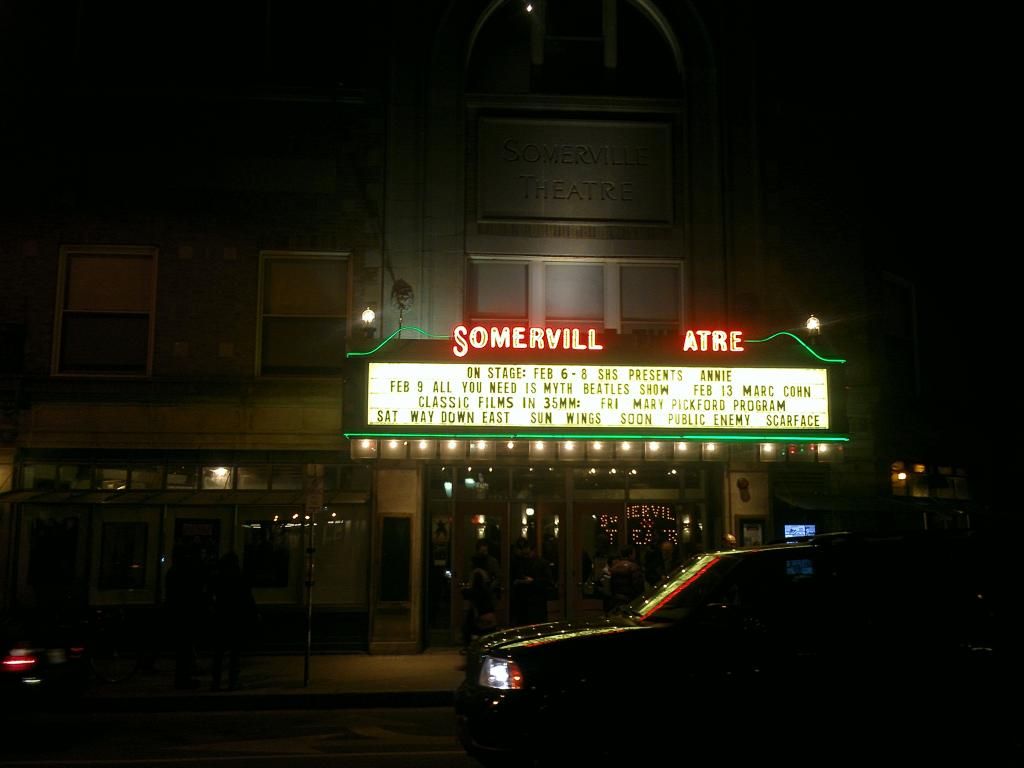 SOMERVILLE
THEATRE
SOMERVILL ATRE
ON STAGE: FEB 6-8 SHS PRESENTS ANNIE
FEB 9 ALL YOU NEED IS MYTH BEATLES SHOW FEB 13 MARC COHN
CLASSIC FILMS IN 35MM: FRI MARY PICKFORD PROGRAM
SAT WAY DOWN EAST SUN WINGS SOON PUBLIC ENEMY SCARFACE